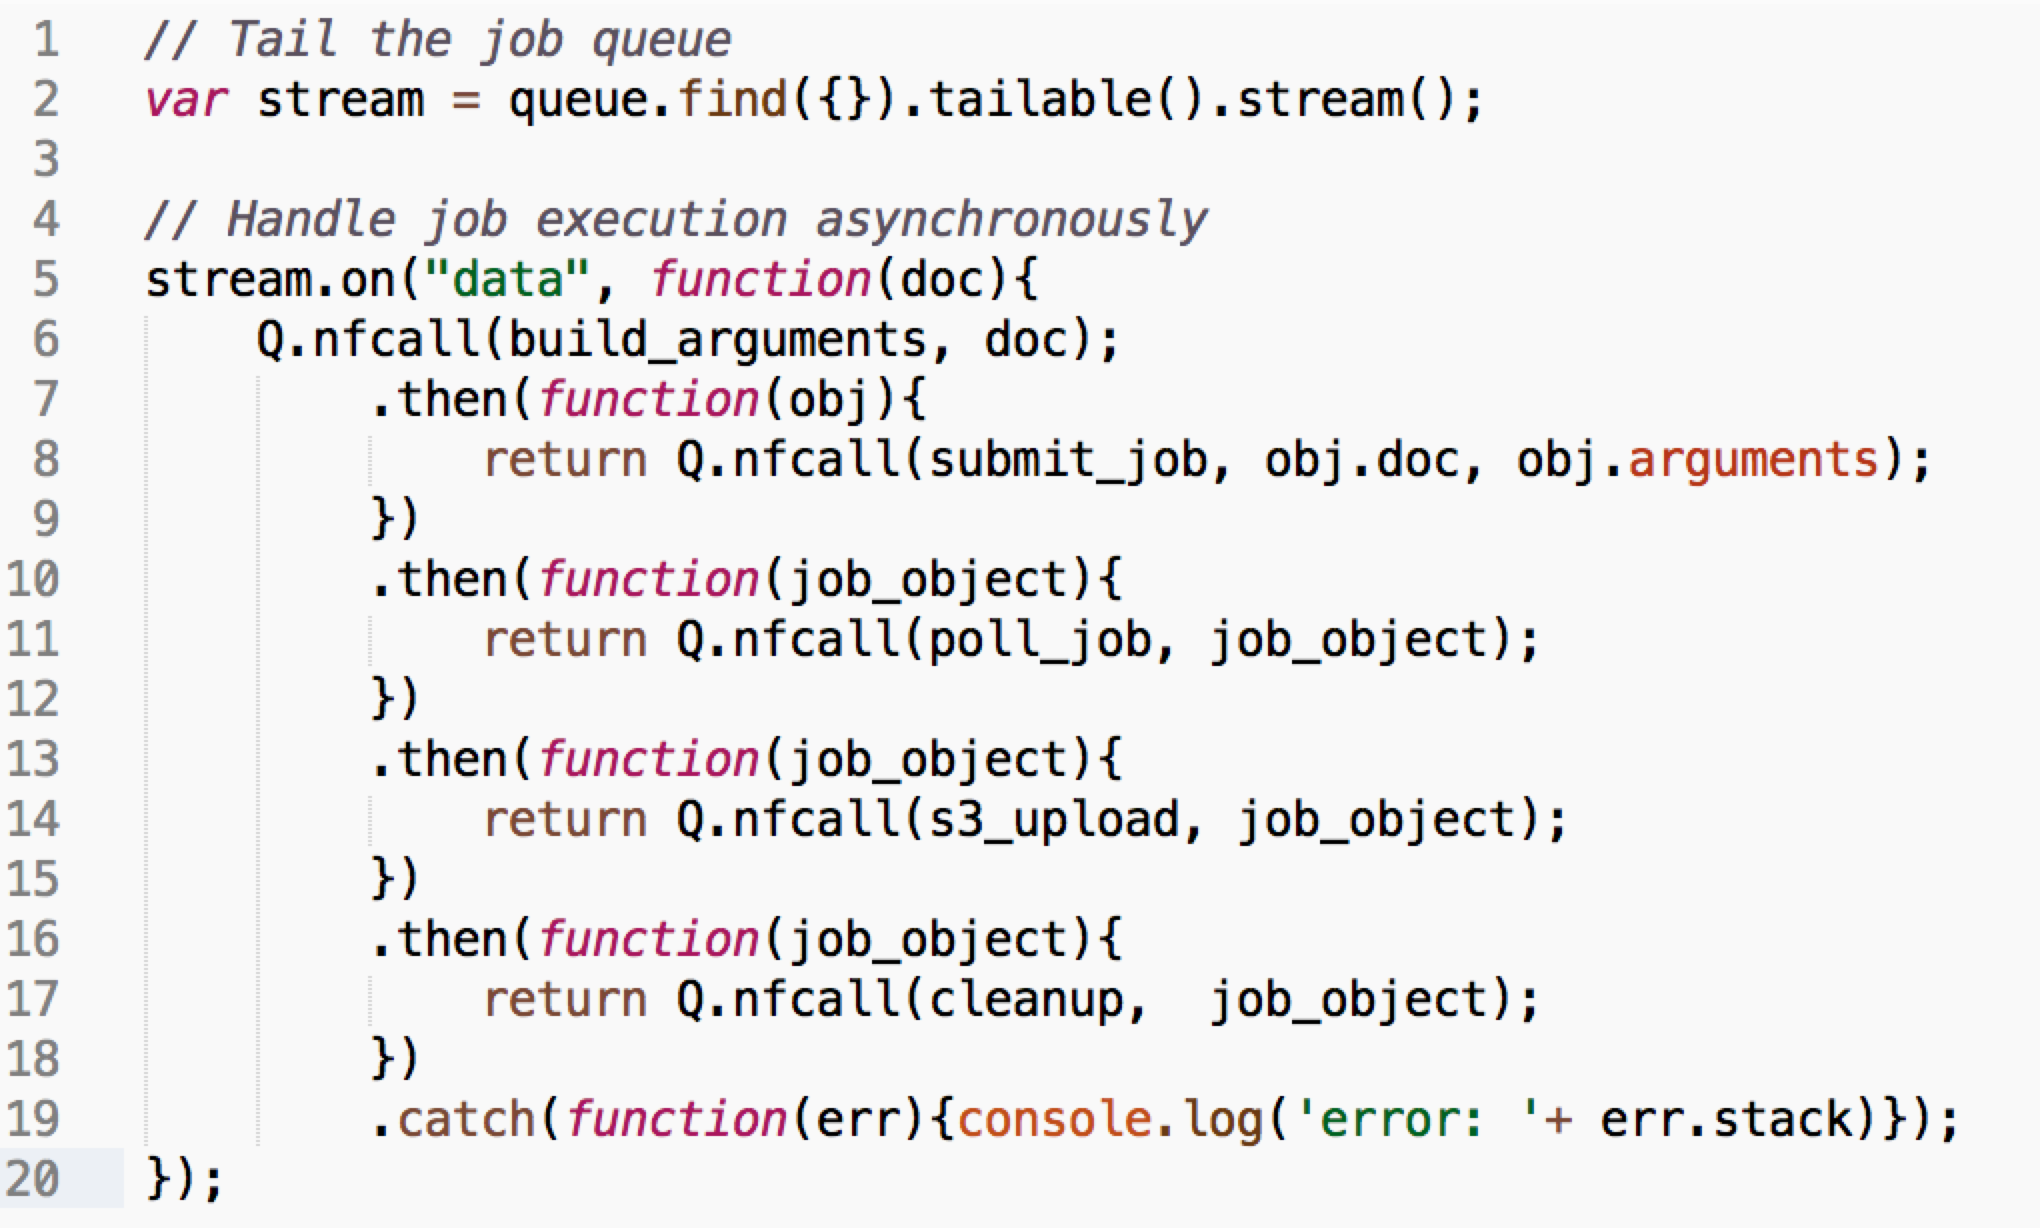 1 // Tail the job queue
2 var stream = queue.find({}).tailable().stream();
3
4 // Handle job execution asynchronously
5 stream.on("data", function(doc){
6     Q.nfcall(build_arguments, doc);
7         .then(function(obj){
8             return Q.nfcall(submit_job, obj.doc, obj.arguments);
9         })
10         .then(function(job_object){
11             return Q.nfcall(poll_job, job_object);
12         })
13         .then(function(job_object){
14             return Q.nfcall(s3_upload, job_object);
15         })
16         .then(function(job_object){
17             return Q.nfcall(cleanup,  job_object);
18         })
19         .catch(function(err){console.log('error: '+ err.stack)});
20 });